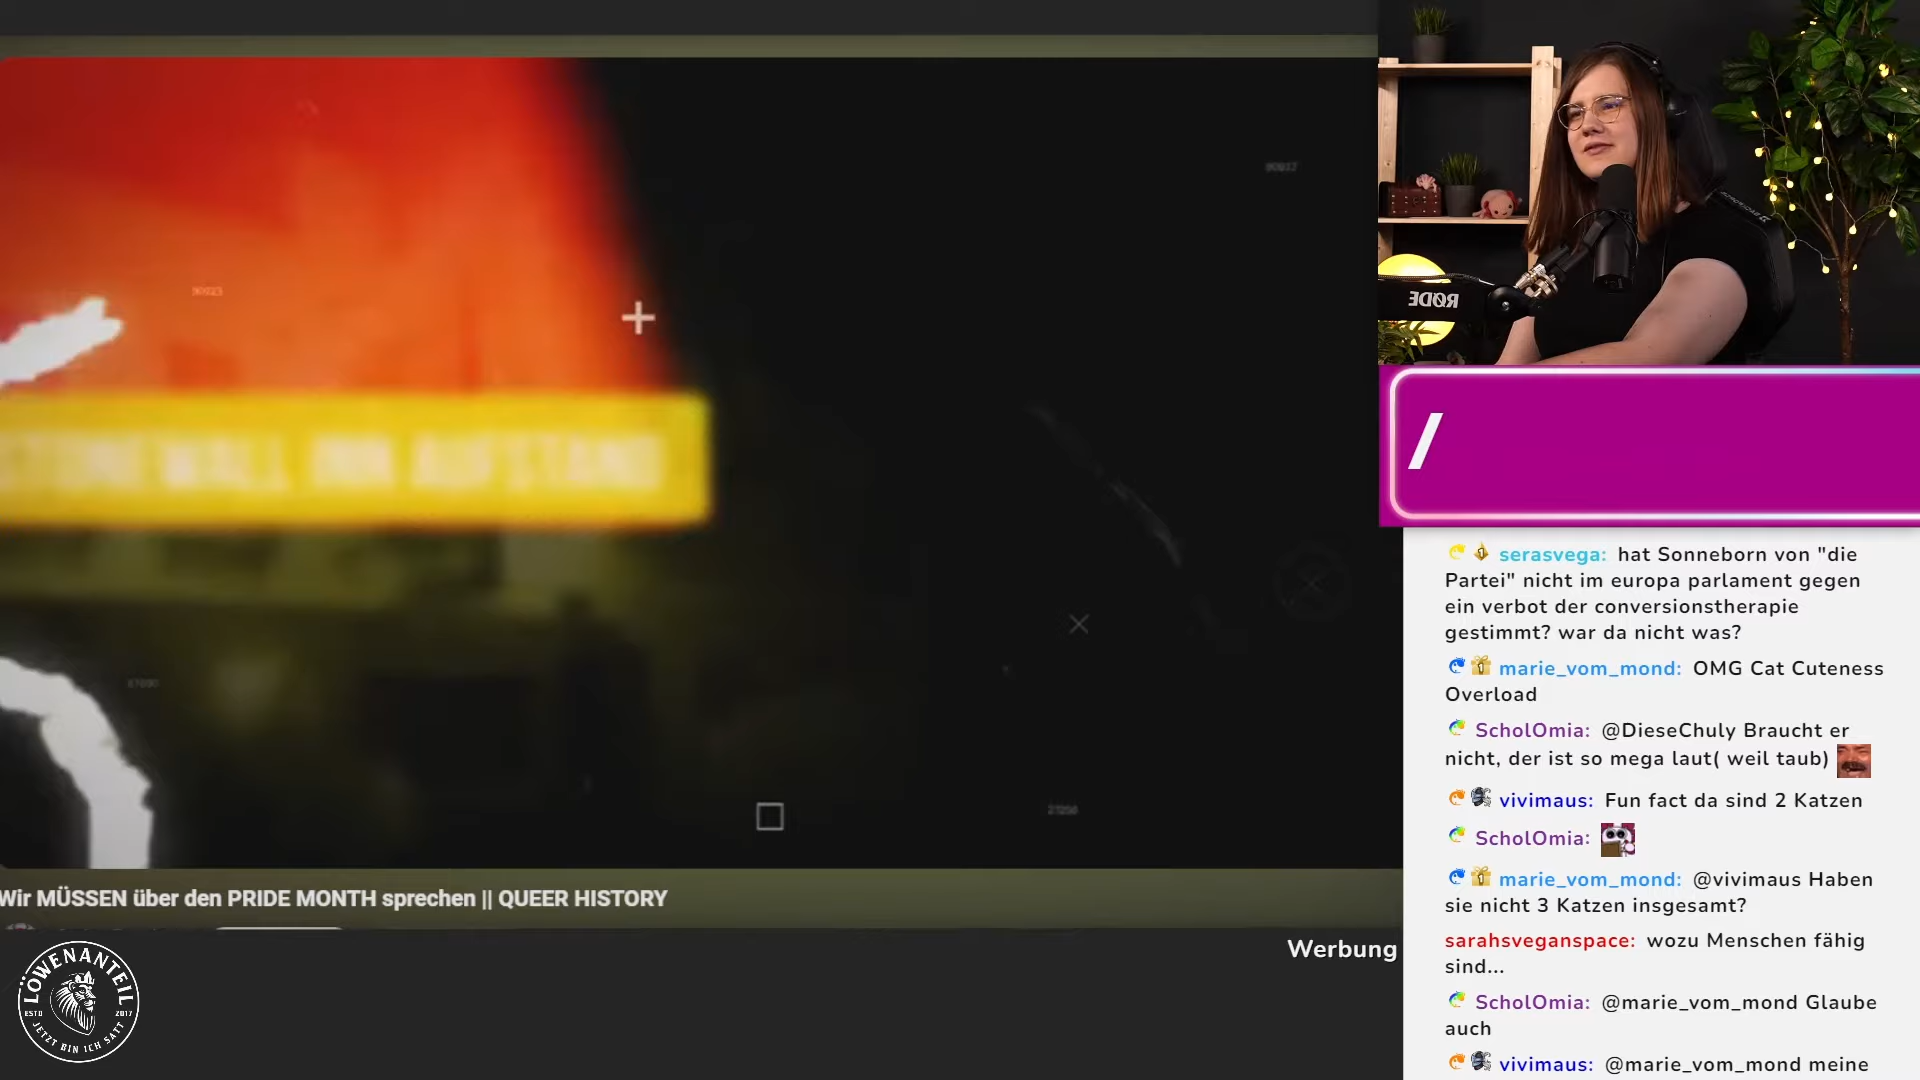 90923
STONEWALL INN AUFSTAND
Wir MÜSSEN über den PRIDE MONTH sprechen || QUEER HISTORY
LÖWENANTEIL
ESTD 2017
JETZT BIN ICH SATT
Werbung
RØDE
/
serasvega: hat Sonneborn von "die
Partei" nicht im europa parlament gegen
ein verbot der conversionstherapie
gestimmt? war da nicht was?
marie_vom_mond: OMG Cat Cuteness
Overload
ScholOmia: @DieseChuly Braucht er
nicht, der ist so mega laut( weil taub)
vivimaus: Fun fact da sind 2 Katzen
ScholOmia:
marie_vom_mond: @vivimaus Haben
sie nicht 3 Katzen insgesamt?
sarahsveganspace: wozu Menschen fähig
sind...
ScholOmia: @marie_vom_mond Glaube
auch
vivimaus: @marie_vom_mond meine